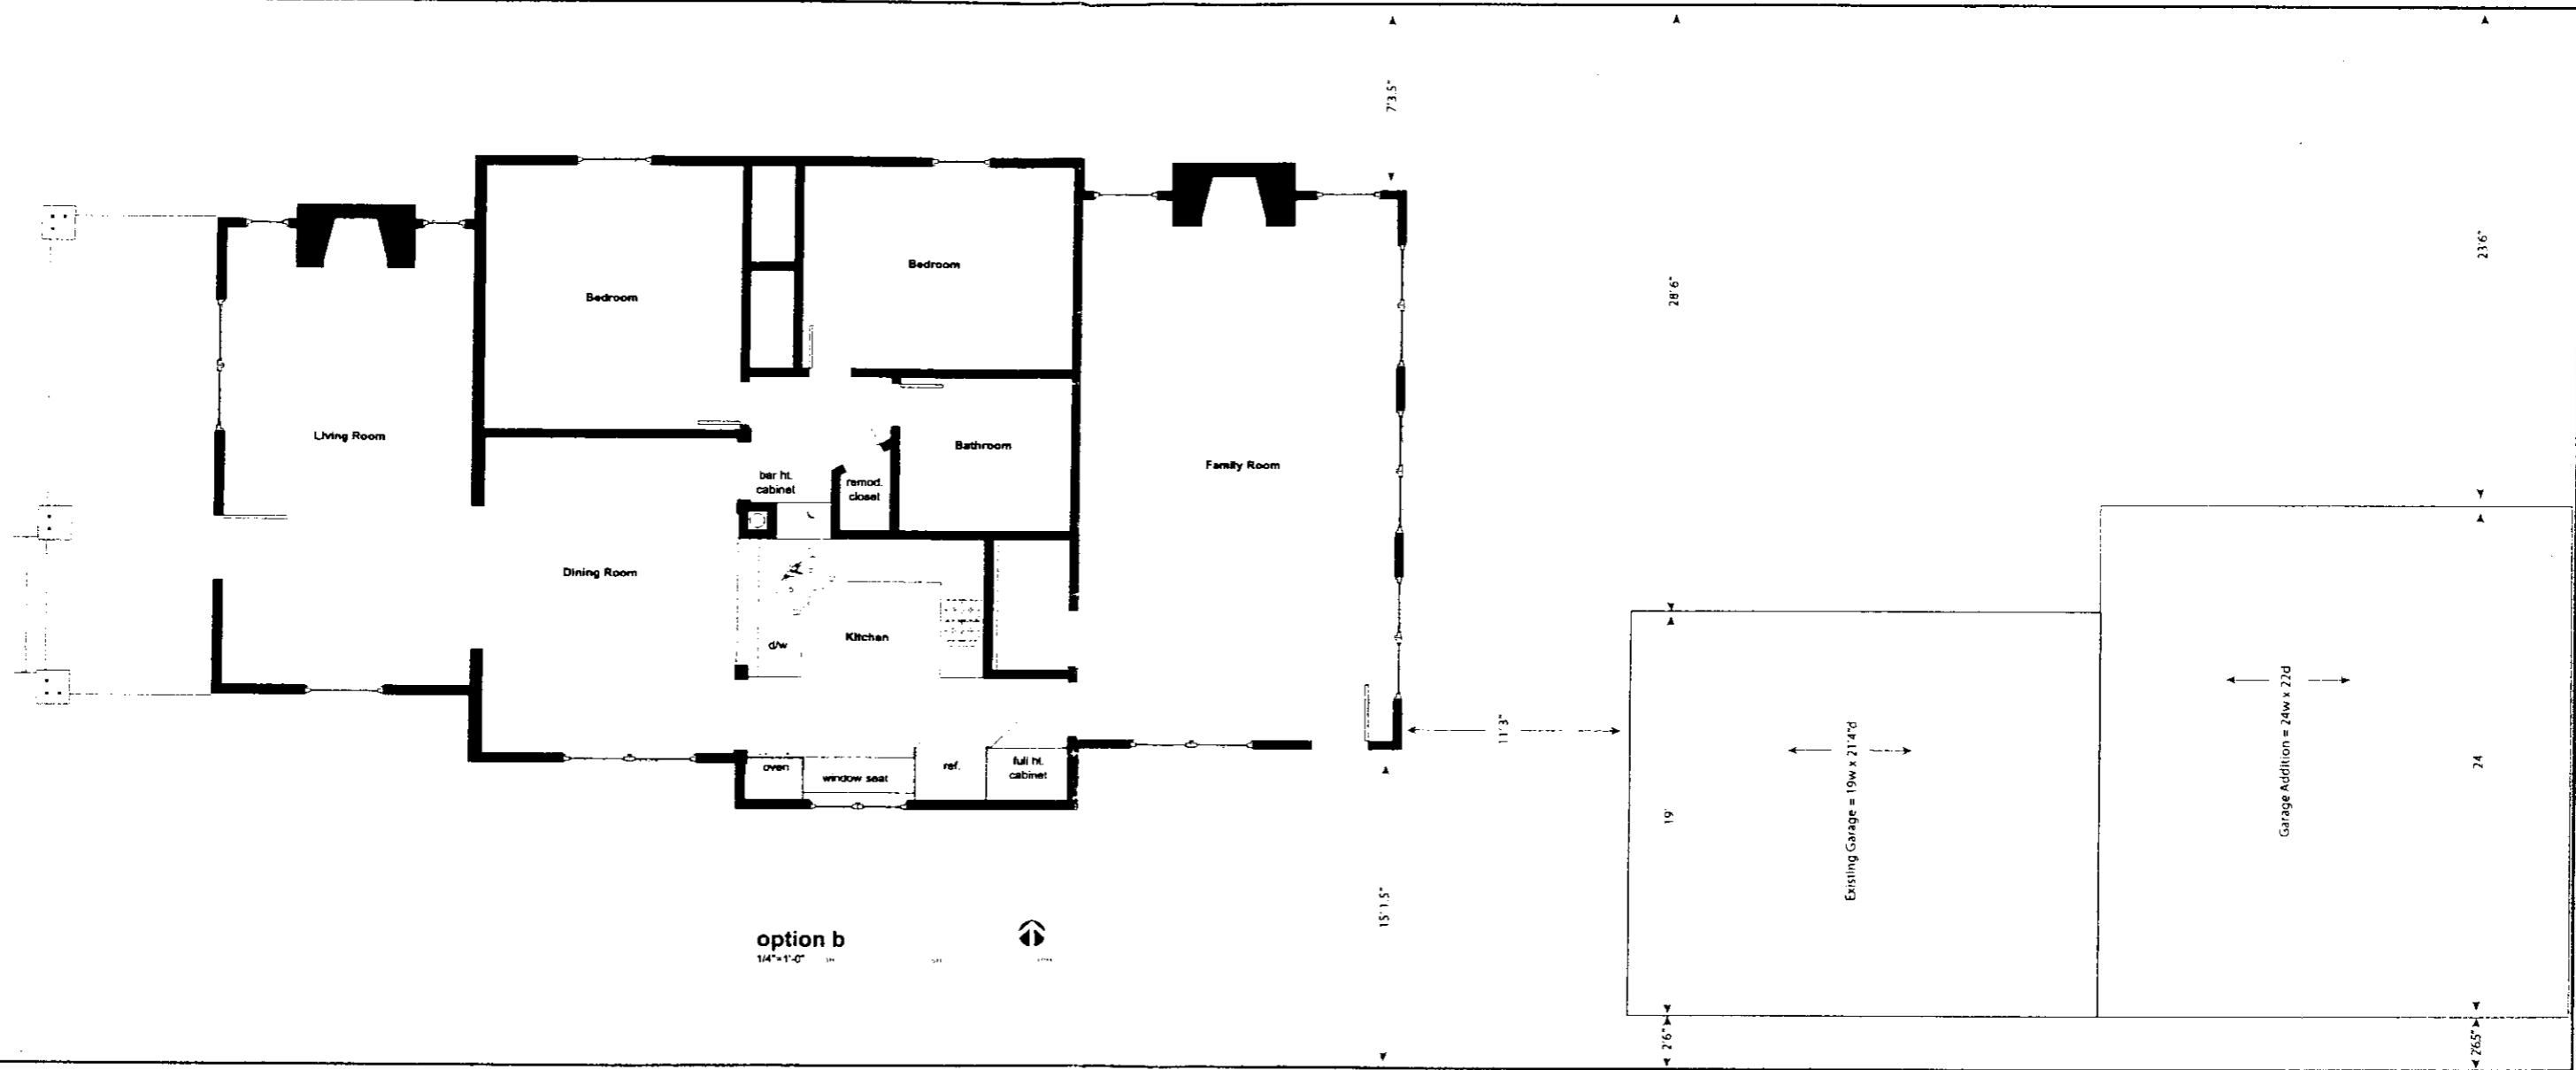 7'3.5"
23'6"
28'6"
Bedroom
Bedroom
Living Room
Bathroom
Family Room
bar ht.
cabinet
remod.
closet
Dining Room
Kitchen
d/w
oven
window seat
ref.
full ht.
cabinet
11'3"
Existing Garage = 19w x 21'4"d
Garage Addition = 24w x 22d
19'
24
15'1.5"
option b
1/4"=1'-0"
2'6"
2'6.5"